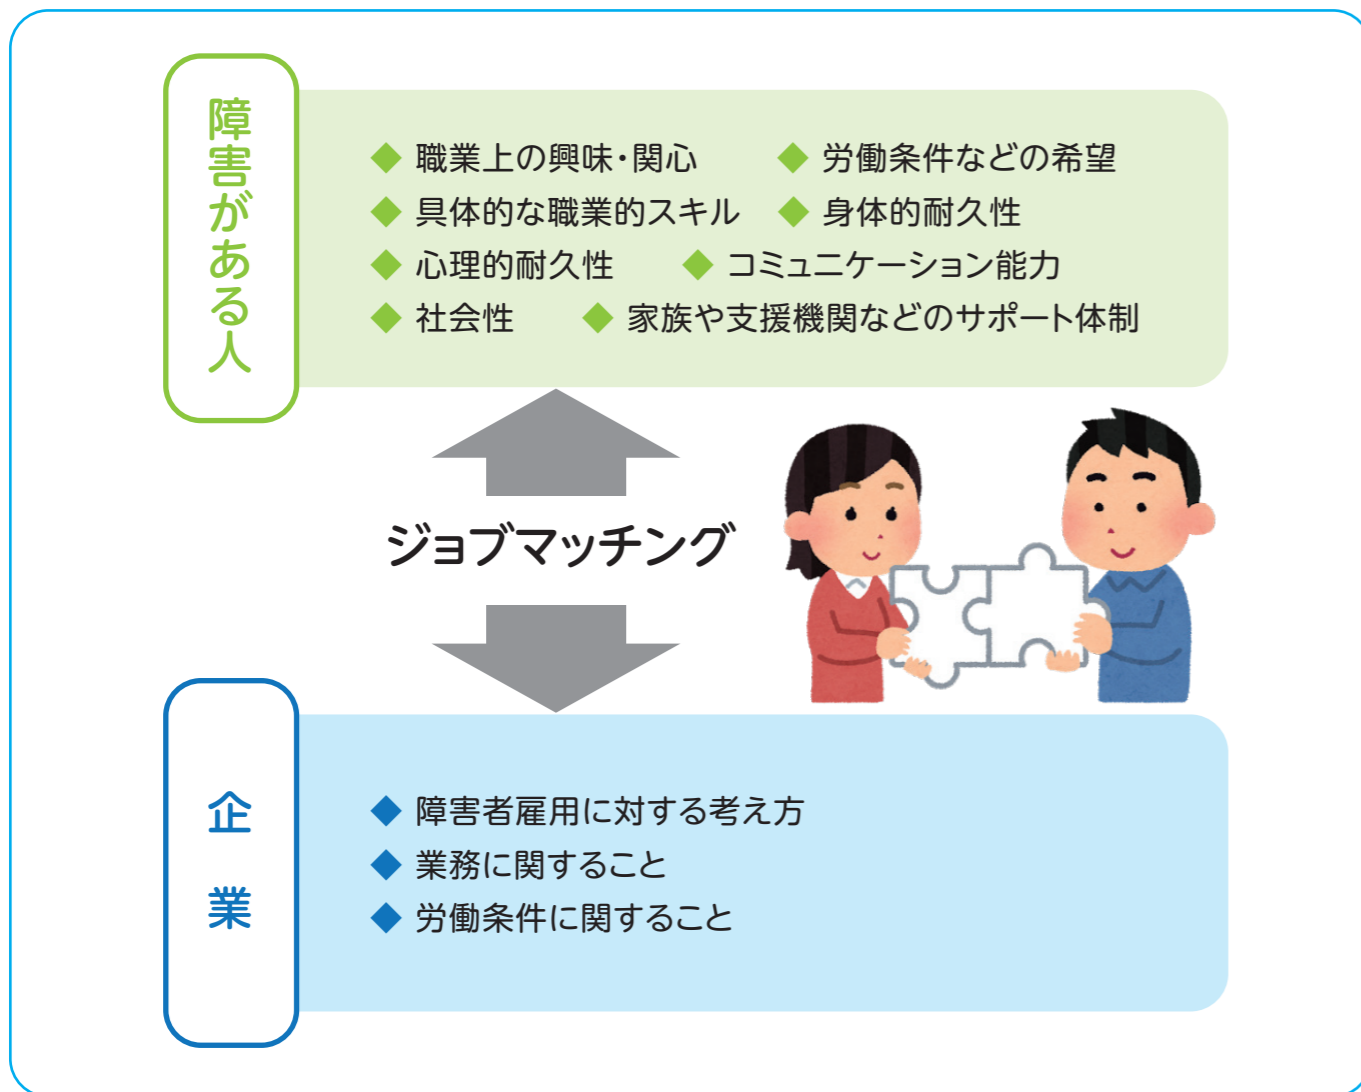 障害がある人
◆ 職業上の興味・関心 ◆ 労働条件などの希望
◆ 具体的な職業的スキル ◆ 身体的耐久性
◆ 心理的耐久性 ◆ コミュニケーション能力
◆ 社会性 ◆ 家族や支援機関などのサポート体制
ジョブマッチング
企業
◆ 障害者雇用に対する考え方
◆ 業務に関すること
◆ 労働条件に関すること